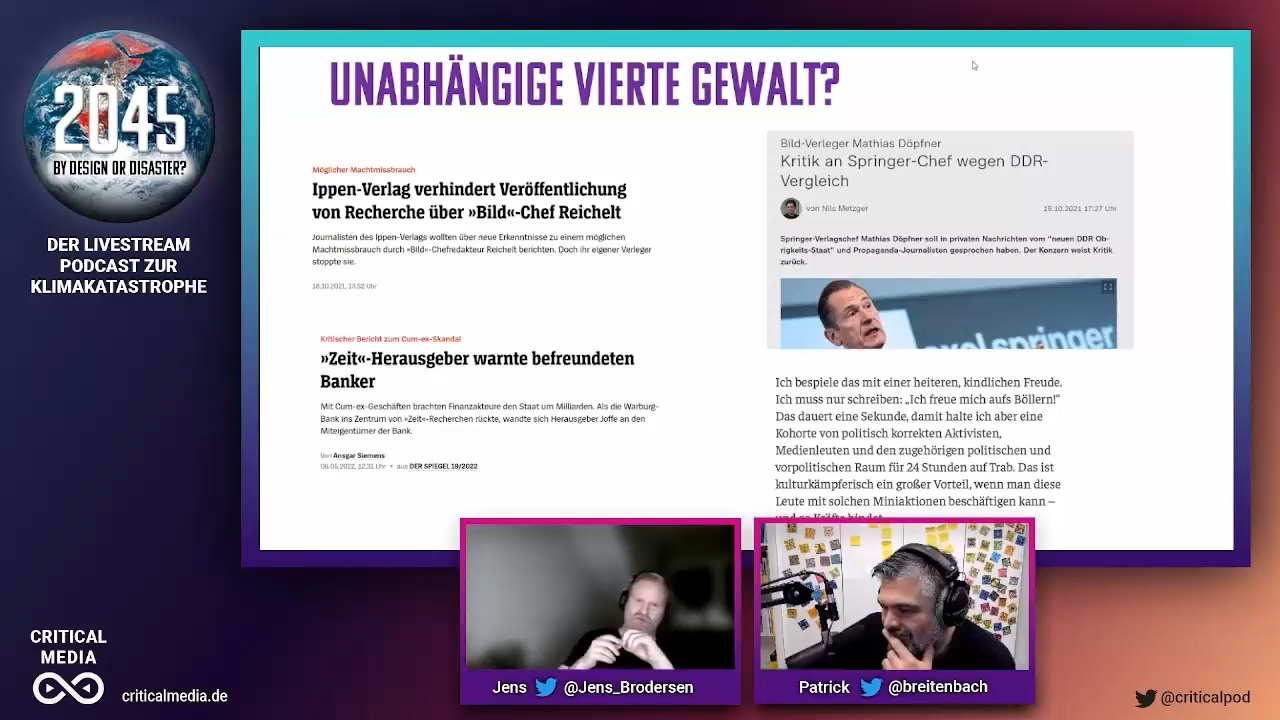 2045
BY DESIGN OR DISASTER?
DER LIVESTREAM
PODCAST ZUR
KLIMAKATASTROPHE
UNABHÄNGIGE VIERTE GEWALT?
Möglicher Machtmissbrauch
Ippen-Verlag verhindert Veröffentlichung
von Recherche über »Bild«-Chef Reichelt
Journalisten des Ippen-Verlags wollten über neue Erkenntnisse zu einem möglichen
Machtmissbrauch durch »Bild«-Chefredakteur Reichelt berichten. Doch ihr eigener Verleger
stoppte sie.
18.10.2021, 13.52 Uhr
Kritischer Bericht zum Cum-ex-Skandal
»Zeit«-Herausgeber warnte befreundeten
Banker
Mit Cum-ex-Geschäften brachten Finanzakteure den Staat um Milliarden. Als die Warburg-
Bank ins Zentrum von »Zeit«-Recherchen rückte, wandte sich Herausgeber Joffe an den
Miteigentümer der Bank.
Von Ansgar Siemens
06.05.2022, 12.31 Uhr • aus DER SPIEGEL 19/2022
Bild-Verleger Mathias Döpfner
Kritik an Springer-Chef wegen DDR-
Vergleich
von Nils Metzger
19.10.2021 17:27 Uhr
Springer-Verlagschef Mathias Döpfner soll in privaten Nachrichten vom "neuen DDR Ob-
rigkeits-Staat" und Propaganda-Journalisten gesprochen haben. Der Konzern weist Kritik
zurück.
axel springer
Ich bespiele das mit einer heiteren, kindlichen Freude.
Ich muss nur schreiben: „Ich freue mich aufs Böllern!“
Das dauert eine Sekunde, damit halte ich aber eine
Kohorte von politisch korrekten Aktivisten,
Medienleuten und den zugehörigen politischen und
vorpolitischen Raum für 24 Stunden auf Trab. Das ist
kulturkämpferisch ein großer Vorteil, wenn man diese
Leute mit solchen Miniaktionen beschäftigen kann –
und so Kräfte bindet.
Jens @Jens_Brodersen
Patrick @breitenbach
CRITICAL
MEDIA
criticalmedia.de
@criticalpod